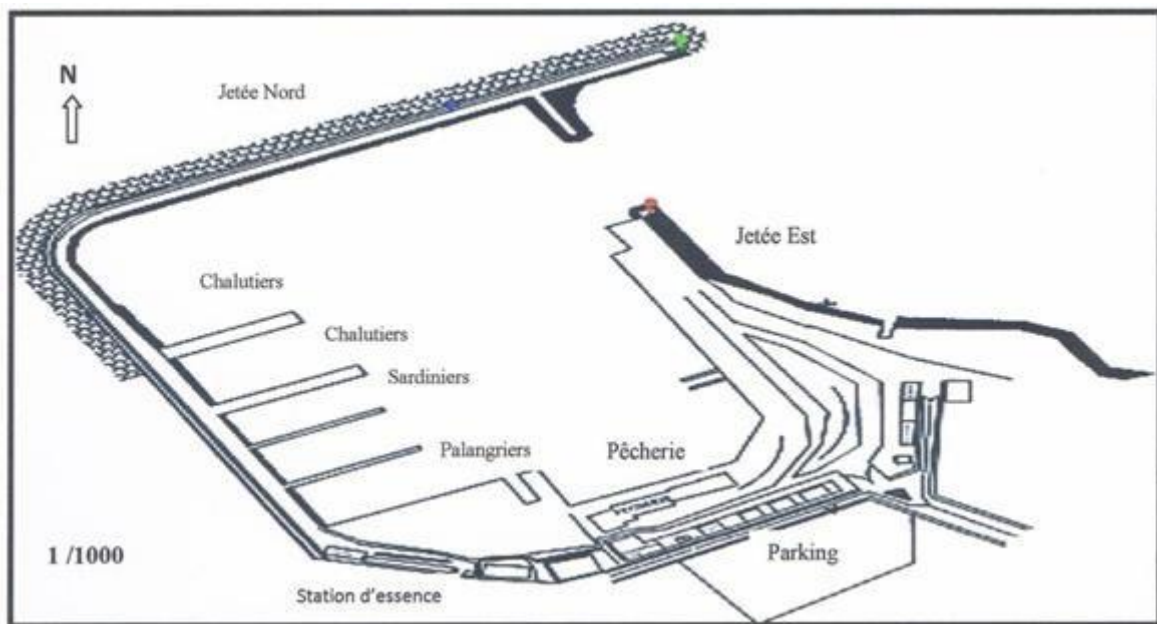 N
Jetée Nord
Jetée Est
Chalutiers
Chalutiers
Sardiniers
Palangriers
Pêcherie
1 /1000
Parking
Station d'essence